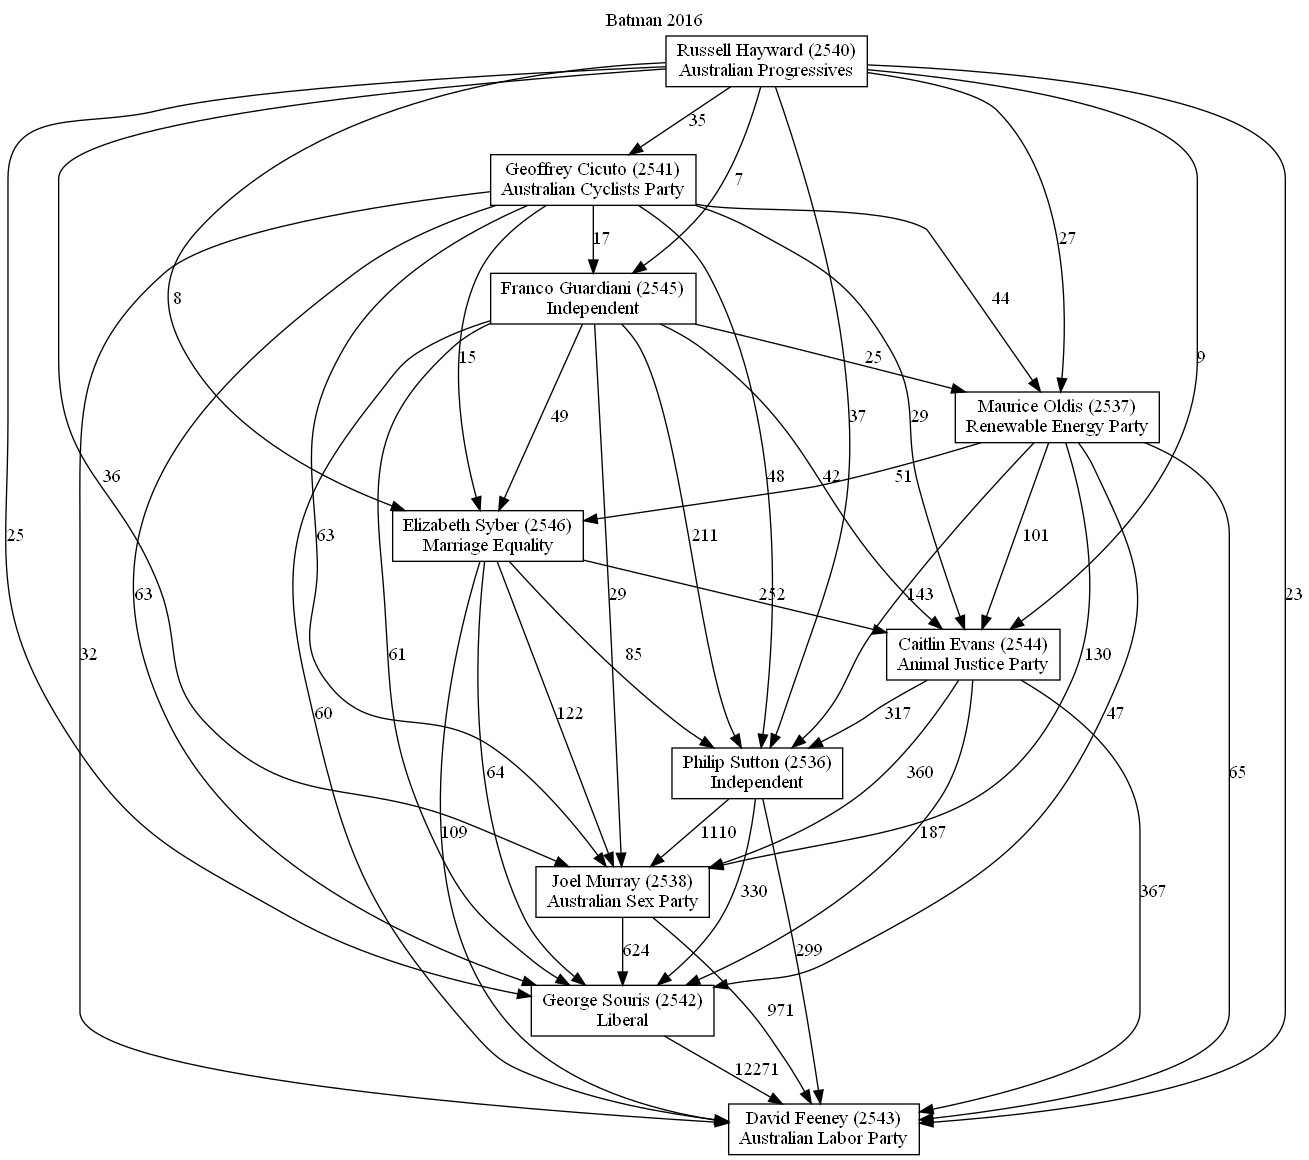 Batman 2016
Russell Hayward (2540)
Australian Progressives
35
Geoffrey Cicuto (2541)
Australian Cyclists Party
7
17
27
Franco Guardiani (2545)
Independent
8
44
15
25
29
9
Maurice Oldis (2537)
Renewable Energy Party
49
37
36
48
42
51
Elizabeth Syber (2546)
Marriage Equality
25
63
211
101
63
29
252
143
23
Caitlin Evans (2544)
Animal Justice Party
32
61
85
130
60
122
317
47
Philip Sutton (2536)
Independent
64
360
65
109
1110
187
Joel Murray (2538)
Australian Sex Party
330
367
624
299
George Souris (2542)
Liberal
971
12271
David Feeney (2543)
Australian Labor Party